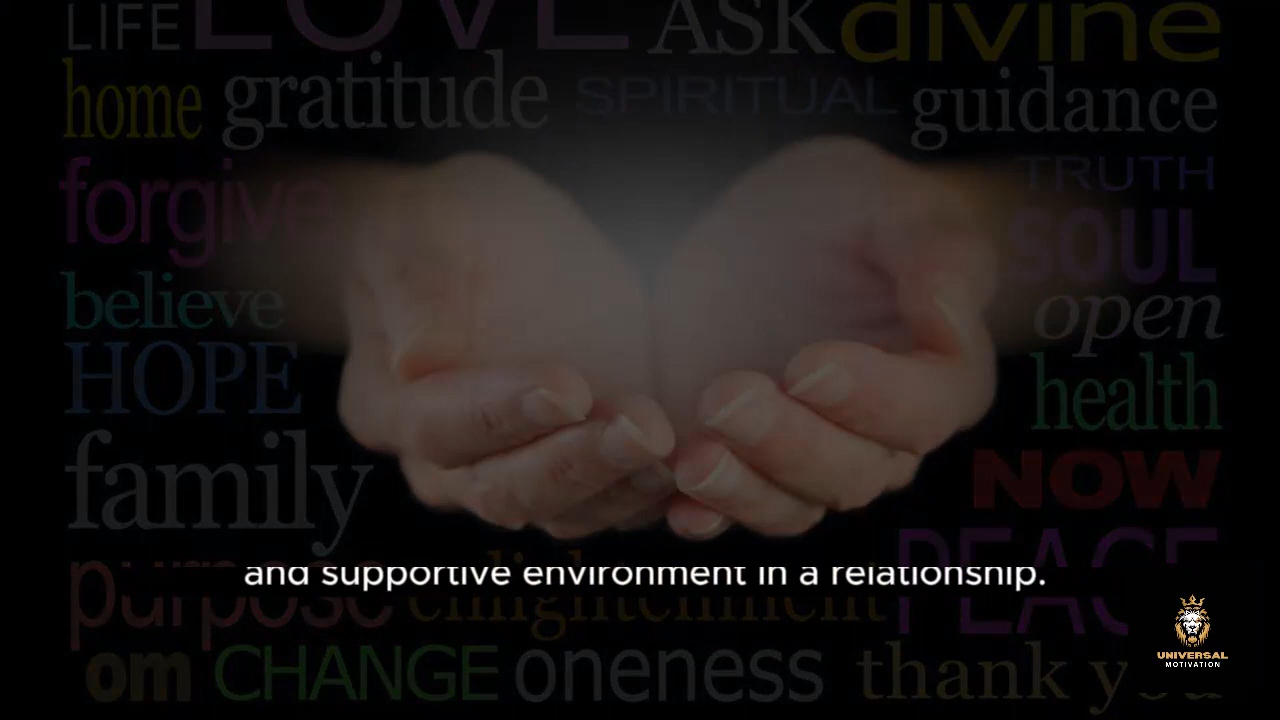 LIFE LOVE ASK divine
home gratitude SPIRITUAL guidance
forgive TRUTH
SOUL
believe open
HOPE health
family NOW
PEACE
and supportive environment in a relationship.
purpose enlightenment
om CHANGE oneness thank you
UNIVERSAL
MOTIVATION